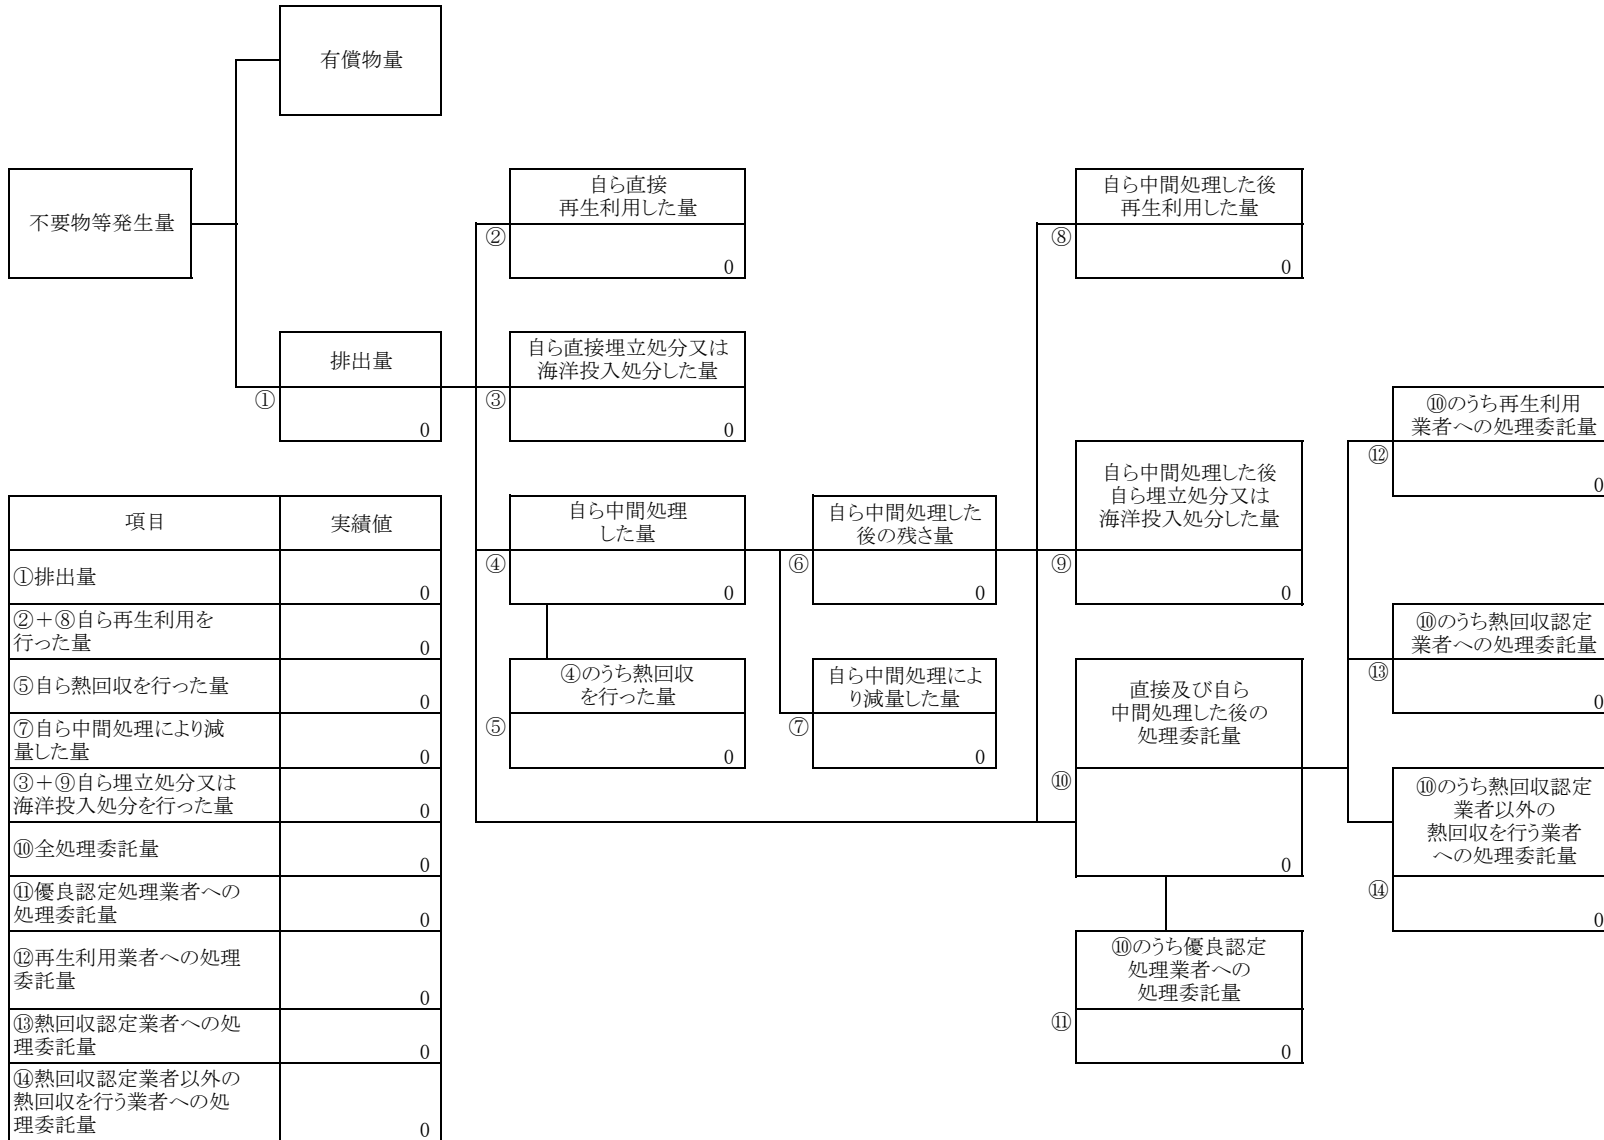 有償物量
不要物等発生量
自ら直接
再生利用した量
②
0
自ら中間処理した後
再生利用した量
⑧
0
排出量
①
0
自ら直接埋立処分又は
海洋投入処分した量
③
0
⑩のうち再生利用
業者への処理委託量
⑫
0
自ら中間処理
した量
④
0
自ら中間処理した
後の残さ量
⑥
0
自ら中間処理した後
自ら埋立処分又は
海洋投入処分した量
⑨
0
⑩のうち熱回収認定
業者への処理委託量
⑬
0
④のうち熱回収
を行った量
⑤
0
自ら中間処理によ
り減量した量
⑦
0
直接及び自ら
中間処理した後の
処理委託量
⑩
0
⑩のうち熱回収認定
業者以外の
熱回収を行う業者
への処理委託量
⑭
0
⑩のうち優良認定
処理業者への
処理委託量
⑪
0
項目 実績値
①排出量
0
②＋⑧自ら再生利用を
行った量
0
⑤自ら熱回収を行った量
0
⑦自ら中間処理により減
量した量
0
③＋⑨自ら埋立処分又は
海洋投入処分を行った量
0
⑩全処理委託量
0
⑪優良認定処理業者への
処理委託量
0
⑫再生利用業者への処理
委託量
0
⑬熱回収認定業者への処
理委託量
0
⑭熱回収認定業者以外の
熱回収を行う業者への処
理委託量
0